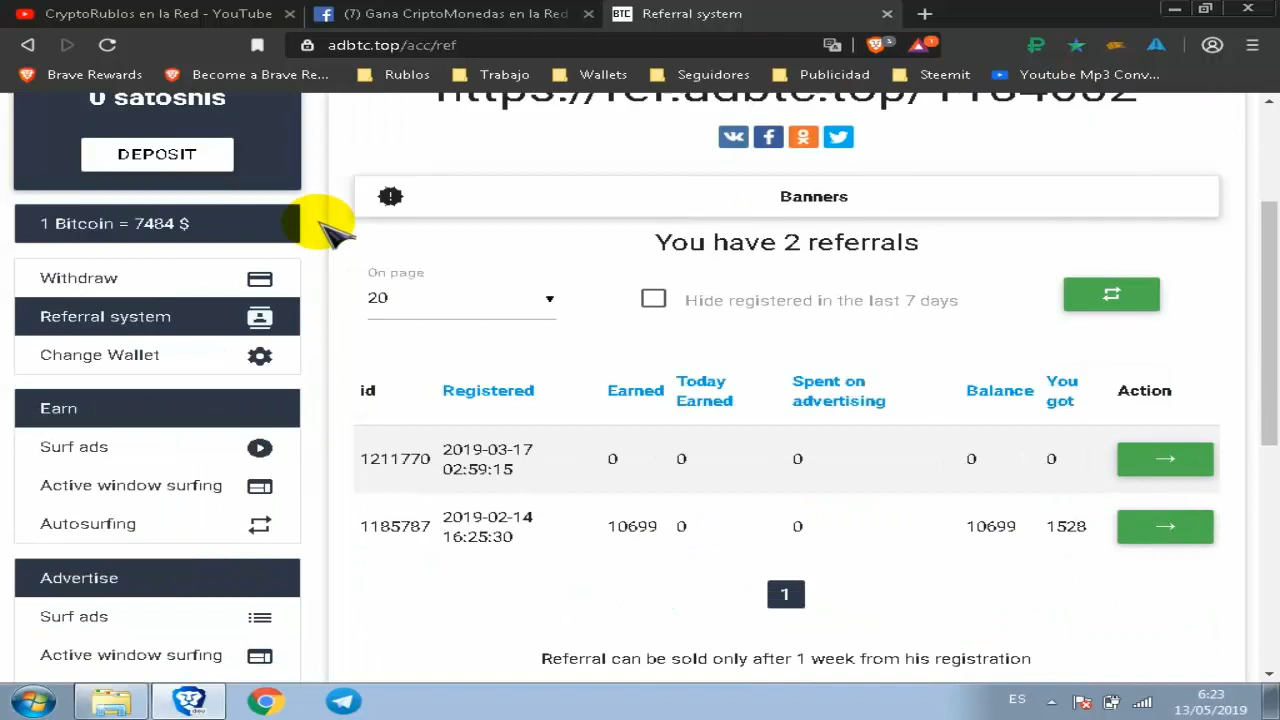 CryptoRublos en la Red - YouTube
(7) Gana CriptoMonedas en la Red
BTC Referral system
adbtc.top/acc/ref
3
1
Brave Rewards
Become a Brave Re...
Rublos
Trabajo
Wallets
Seguidores
Publicidad
Steemit
Youtube Mp3 Conv...
0 satoshis
DEPOSIT
1 Bitcoin = 7484 $
Withdraw
Referral system
Change Wallet
Earn
Surf ads
Active window surfing
Autosurfing
Advertise
Surf ads
Active window surfing
Banners
You have 2 referrals
On page
20
Hide registered in the last 7 days
id Registered Earned Today Earned Spent on advertising Balance You got Action
1211770 2019-03-17 02:59:15 0 0 0 0 0
1185787 2019-02-14 16:25:30 10699 0 0 10699 1528
1
Referral can be sold only after 1 week from his registration
dev
ES
6:23
13/05/2019